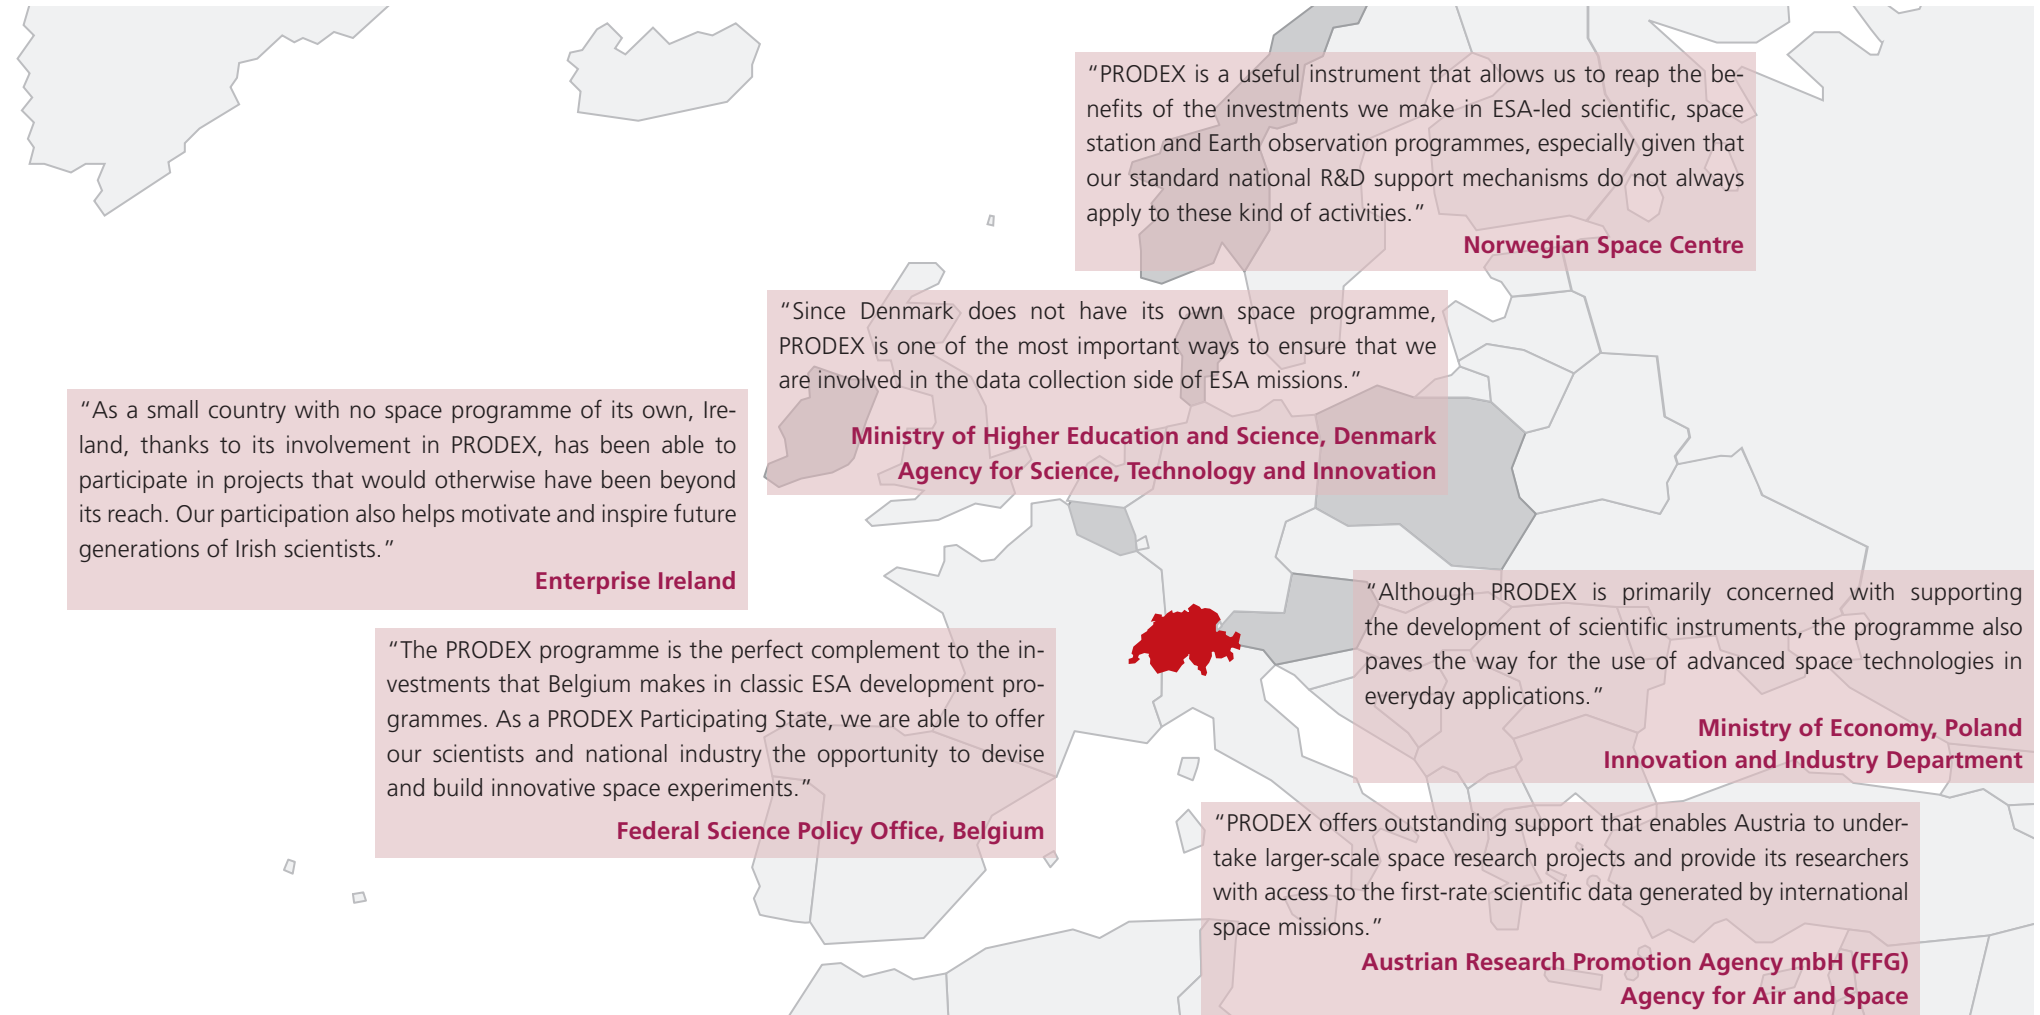 “PRODEX is a useful instrument that allows us to reap the be-
nefits of the investments we make in ESA-led scientific, space
station and Earth observation programmes, especially given that
our standard national R&D support mechanisms do not always
apply to these kind of activities.”
Norwegian Space Centre
“Since Denmark does not have its own space programme,
PRODEX is one of the most important ways to ensure that we
are involved in the data collection side of ESA missions.”
Ministry of Higher Education and Science, Denmark
Agency for Science, Technology and Innovation
“As a small country with no space programme of its own, Ire-
land, thanks to its involvement in PRODEX, has been able to
participate in projects that would otherwise have been beyond
its reach. Our participation also helps motivate and inspire future
generations of Irish scientists.”
Enterprise Ireland
“Although PRODEX is primarily concerned with supporting
the development of scientific instruments, the programme also
paves the way for the use of advanced space technologies in
everyday applications.”
Ministry of Economy, Poland
Innovation and Industry Department
“The PRODEX programme is the perfect complement to the in-
vestments that Belgium makes in classic ESA development pro-
grammes. As a PRODEX Participating State, we are able to offer
our scientists and national industry the opportunity to devise
and build innovative space experiments.”
Federal Science Policy Office, Belgium
“PRODEX offers outstanding support that enables Austria to under-
take larger-scale space research projects and provide its researchers
with access to the first-rate scientific data generated by international
space missions.”
Austrian Research Promotion Agency mbH (FFG)
Agency for Air and Space